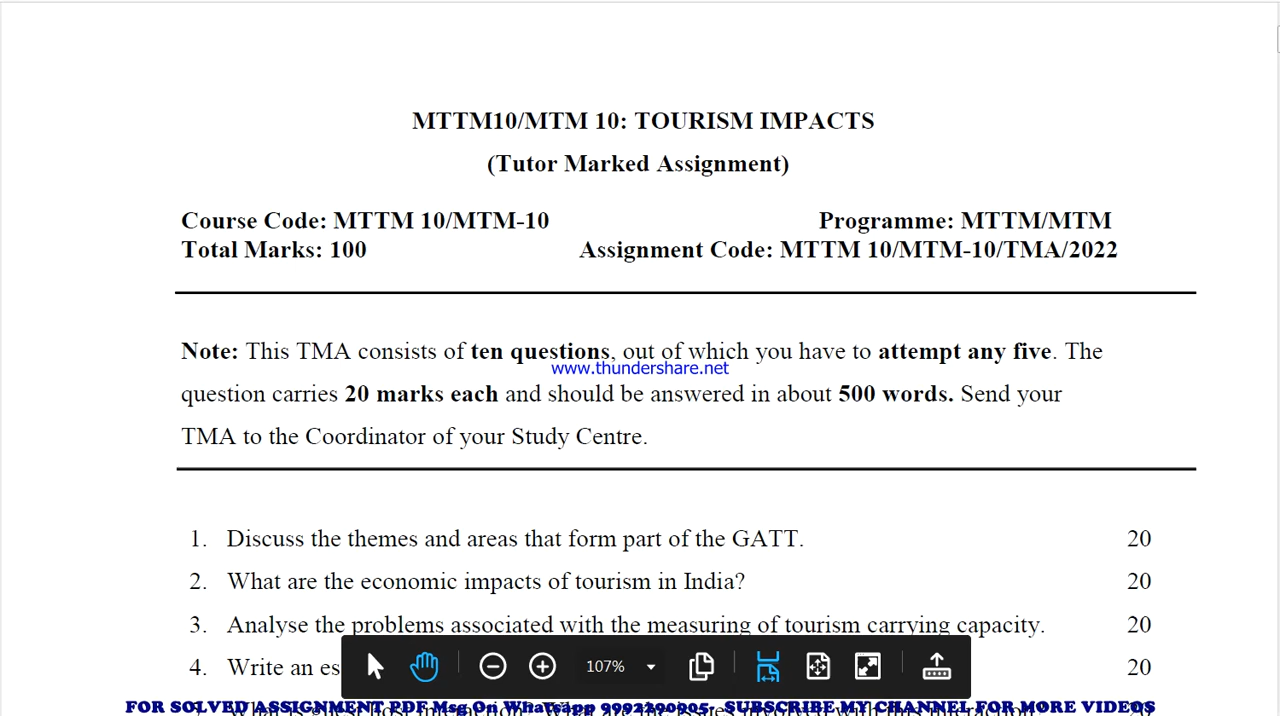 MTTM10/MTM 10: TOURISM IMPACTS
(Tutor Marked Assignment)
Course Code: MTTM 10/MTM-10 Programme: MTTM/MTM
Total Marks: 100 Assignment Code: MTTM 10/MTM-10/TMA/2022
Note: This TMA consists of ten questions, out of which you have to attempt any five. The
www.thundershare.net
question carries 20 marks each and should be answered in about 500 words. Send your
TMA to the Coordinator of your Study Centre.
1. Discuss the themes and areas that form part of the GATT. 20
2. What are the economic impacts of tourism in India? 20
3. Analyse the problems associated with the measuring of tourism carrying capacity. 20
4. Write an es 20
107%
FOR SOLVED ASSIGNMENT PDF Msg On Whatsapp 9992390905- SUBSCRIBE MY CHANNEL FOR MORE VIDEOS